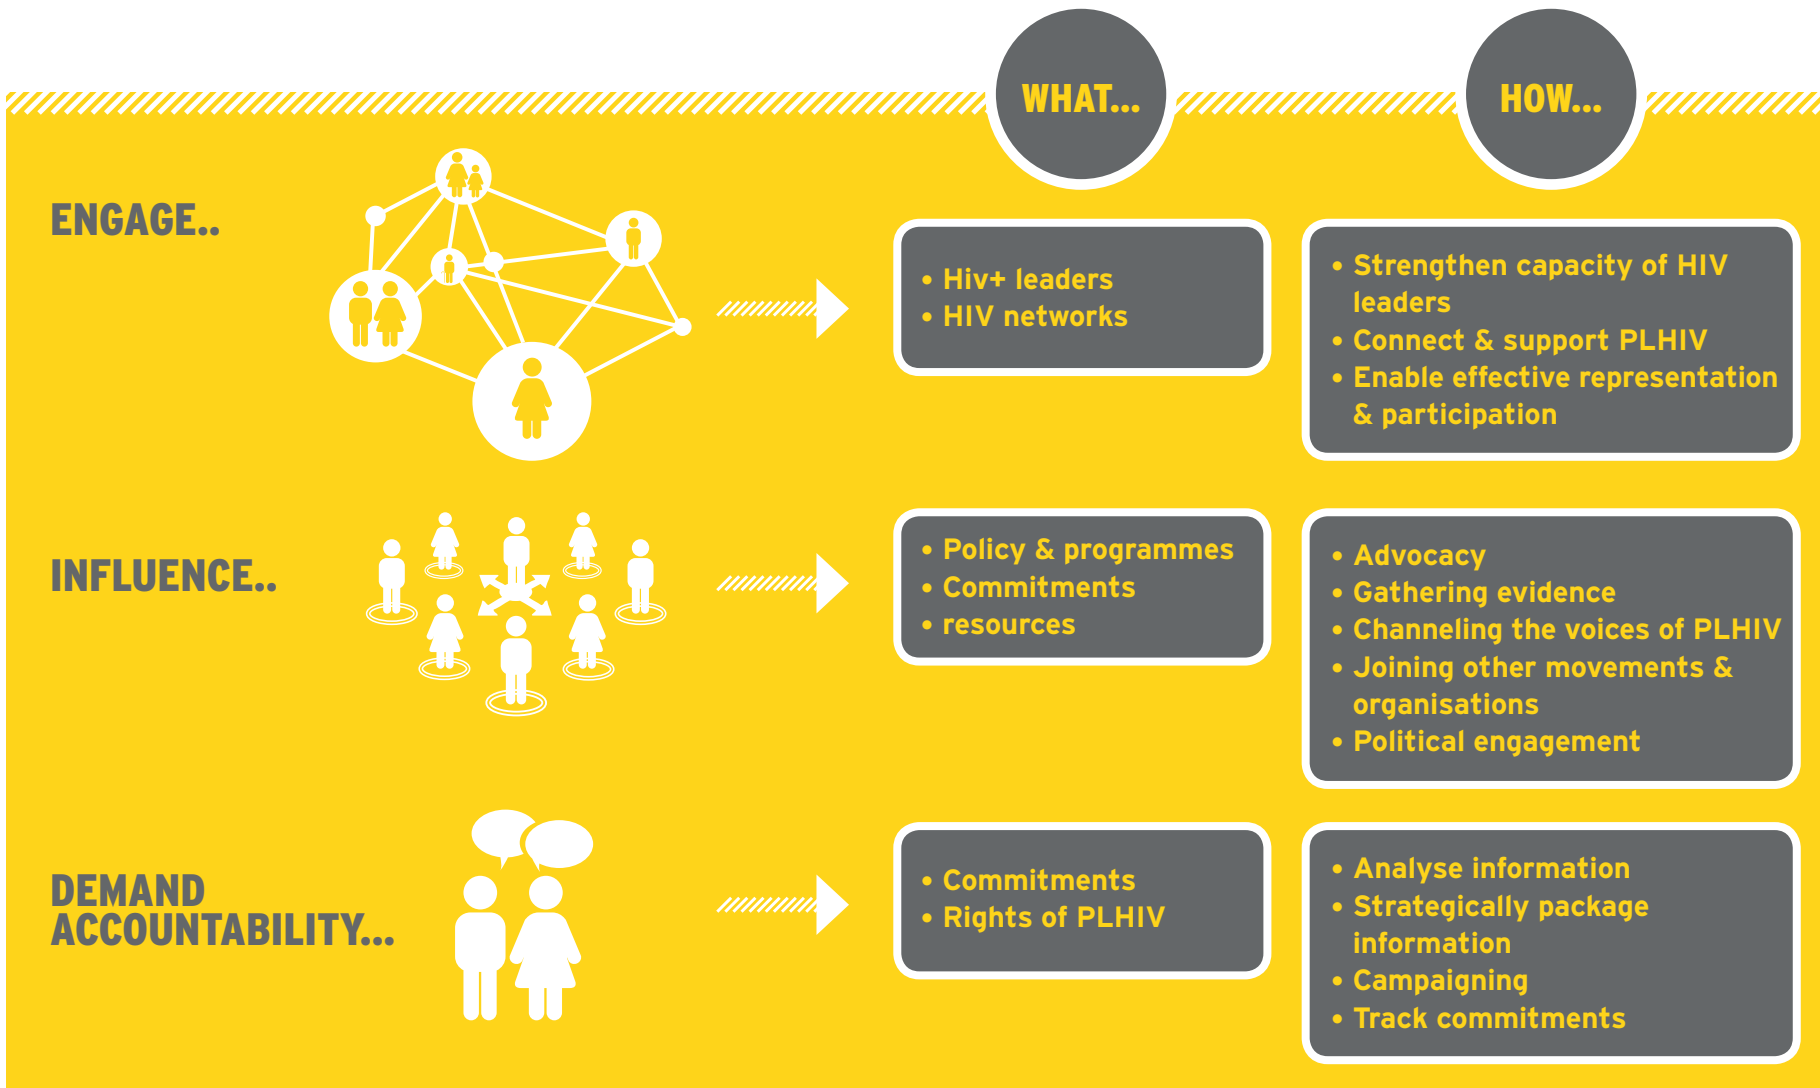 WHAT...
HOW...
ENGAGE..
• Hiv+ leaders
• HIV networks
• Strengthen capacity of HIV
leaders
• Connect & support PLHIV
• Enable effective representation
& participation
INFLUENCE..
• Policy & programmes
• Commitments
• resources
• Advocacy
• Gathering evidence
• Channeling the voices of PLHIV
• Joining other movements &
organisations
• Political engagement
DEMAND
ACCOUNTABILITY...
• Commitments
• Rights of PLHIV
• Analyse information
• Strategically package
information
• Campaigning
• Track commitments